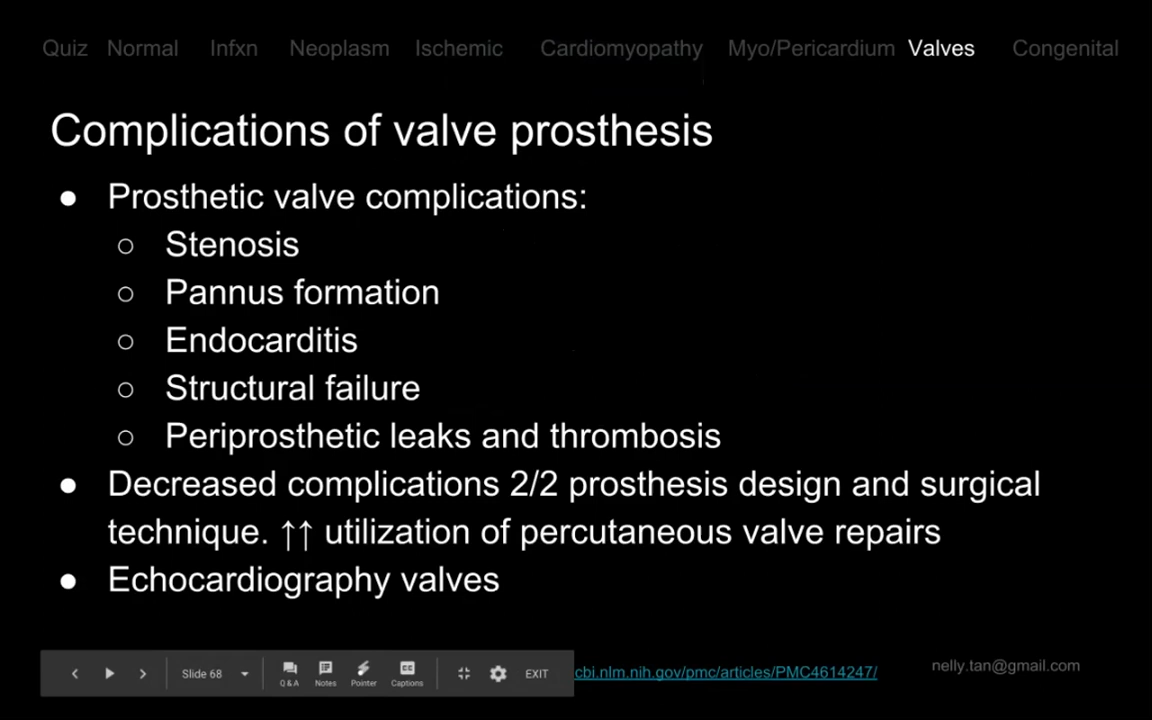 Quiz Normal Infxn Neoplasm Ischemic Cardiomyopathy Myo/Pericardium Valves Congenital
Complications of valve prosthesis
● Prosthetic valve complications:
○ Stenosis
○ Pannus formation
○ Endocarditis
○ Structural failure
○ Periprosthetic leaks and thrombosis
● Decreased complications 2/2 prosthesis design and surgical
technique. ↑↑ utilization of percutaneous valve repairs
● Echocardiography valves
Slide 68 Q&A Notes Pointer CC Captions EXIT cbi.nlm.nih.gov/pmc/articles/PMC4614247/ nelly.tan@gmail.com